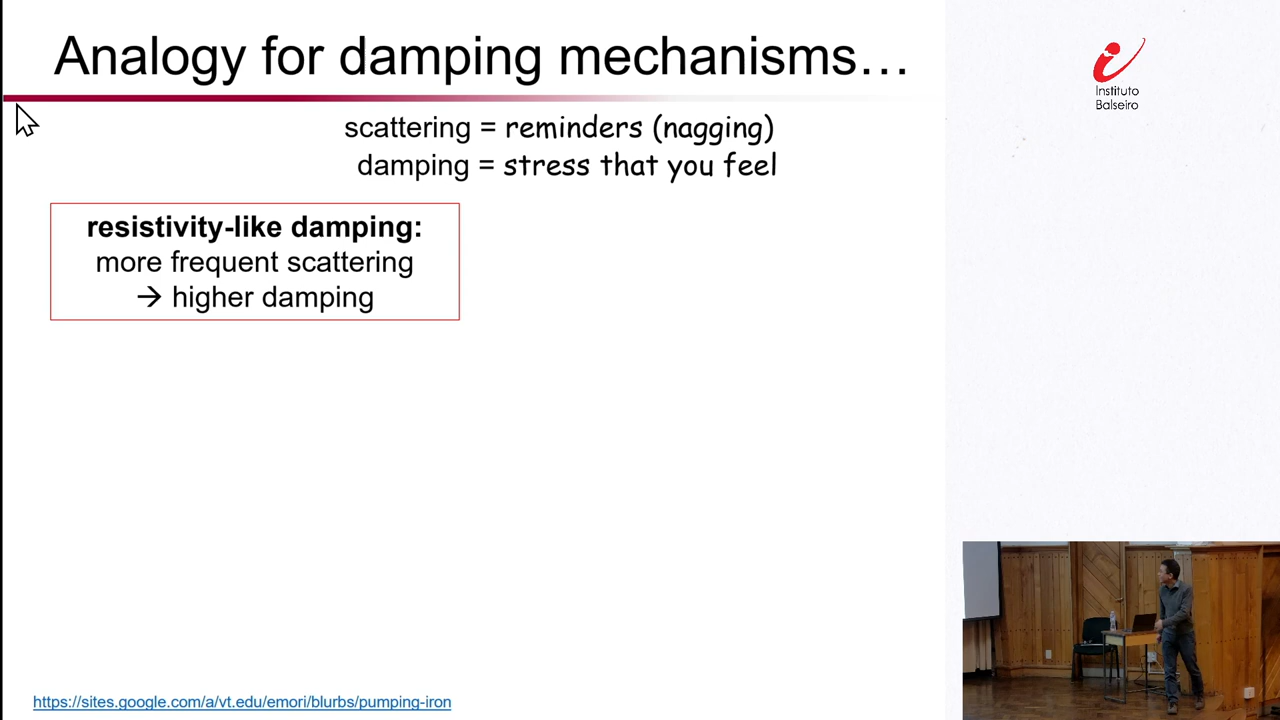 Analogy for damping mechanisms…
scattering = reminders (nagging)
damping = stress that you feel
resistivity-like damping:
more frequent scattering
→ higher damping
https://sites.google.com/a/vt.edu/emori/blurbs/pumping-iron
Instituto
Balseiro